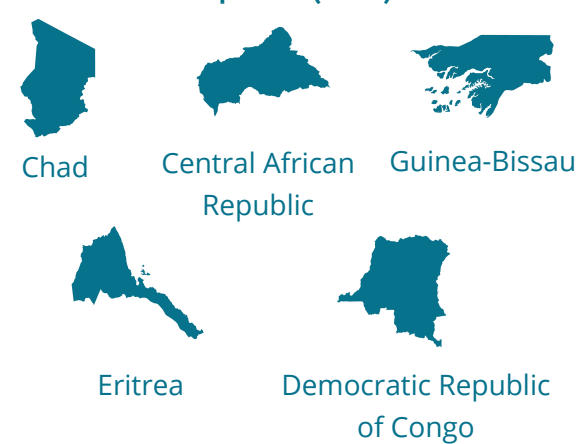 Chad
Central African
Republic
Guinea-Bissau
Eritrea
Democratic Republic
of Congo